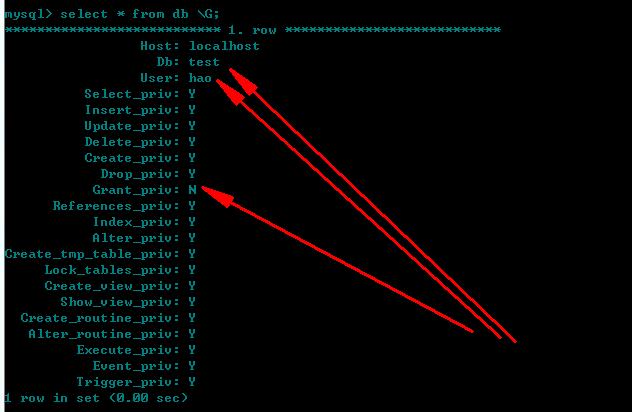 mysql> select * from db \G;
*************************** 1. row ***************************
Host: localhost
Db: test
User: hao
Select_priv: Y
Insert_priv: Y
Update_priv: Y
Delete_priv: Y
Create_priv: Y
Drop_priv: Y
Grant_priv: N
References_priv: Y
Index_priv: Y
Alter_priv: Y
Create_tmp_table_priv: Y
Lock_tables_priv: Y
Create_view_priv: Y
Show_view_priv: Y
Create_routine_priv: Y
Alter_routine_priv: Y
Execute_priv: Y
Event_priv: Y
Trigger_priv: Y
1 row in set (0.00 sec)